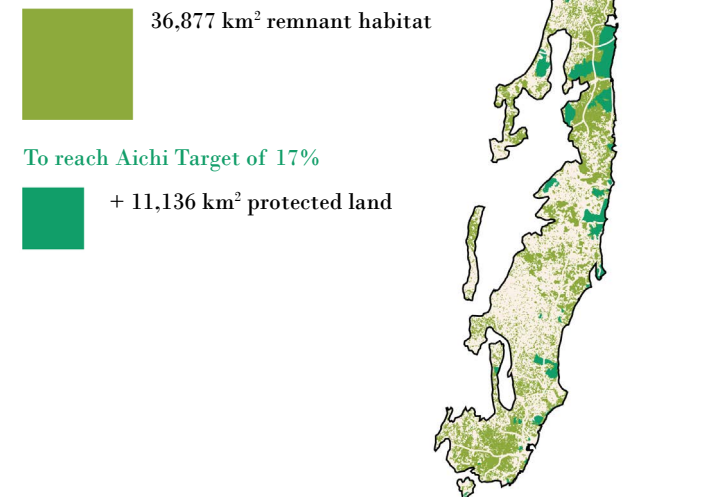 36,877 km² remnant habitat
To reach Aichi Target of 17%
+ 11,136 km² protected land